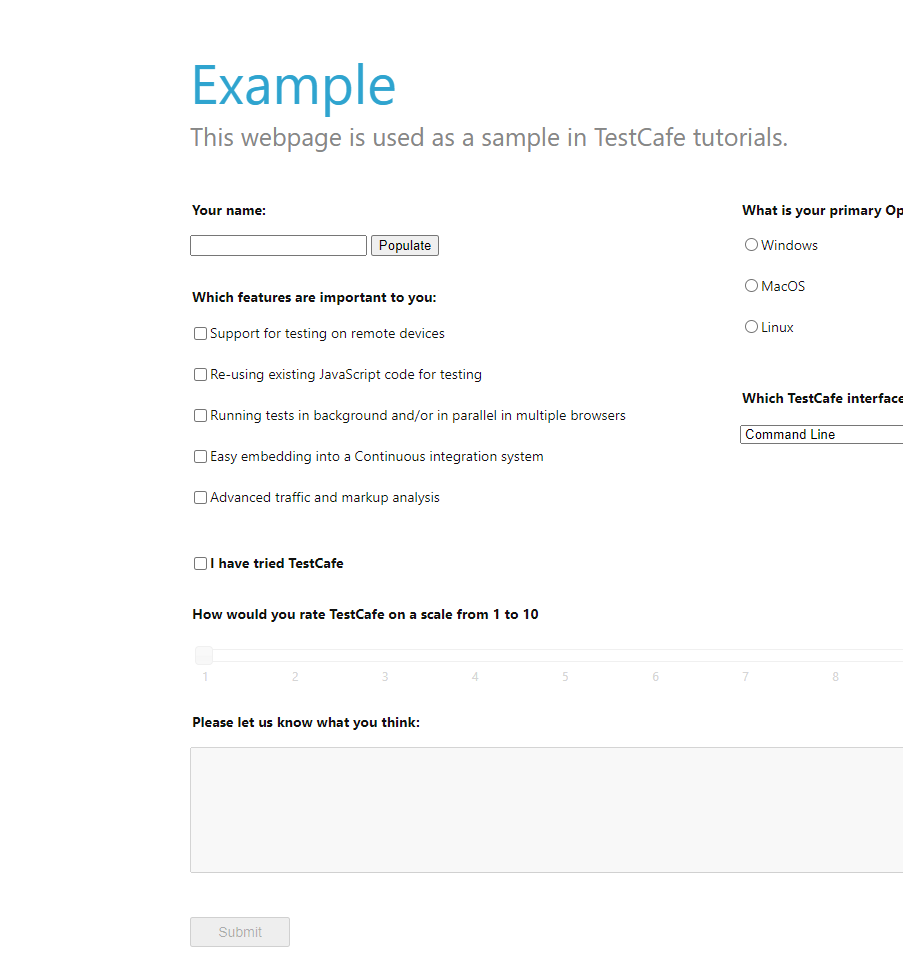 Example
This webpage is used as a sample in TestCafe tutorials.
Your name:
Populate
Which features are important to you:
Support for testing on remote devices
Re-using existing JavaScript code for testing
Running tests in background and/or in parallel in multiple browsers
Easy embedding into a Continuous integration system
Advanced traffic and markup analysis
What is your primary Op
Windows
MacOS
Linux
Which TestCafe interface
Command Line
I have tried TestCafe
How would you rate TestCafe on a scale from 1 to 10
1 2 3 4 5 6 7 8
Please let us know what you think:
Submit